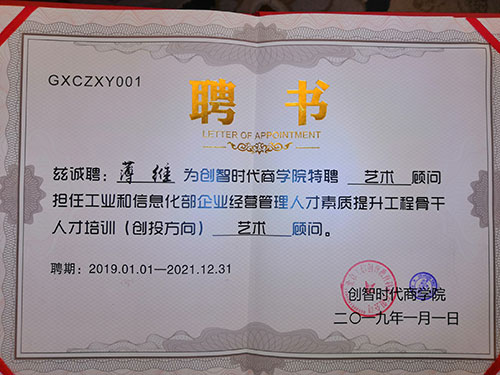 GXCZXY001
聘 书
LETTER OF APPOINTMENT
兹诚聘：薄 继 为创智时代商学院特聘 艺术 顾问
担任工业和信息化部企业经营管理人才素质提升工程骨干
人才培训（创投方向） 艺术 顾问。
聘期：2019.01.01—2021.12.31
创智时代商学院
二〇一九年一月一日